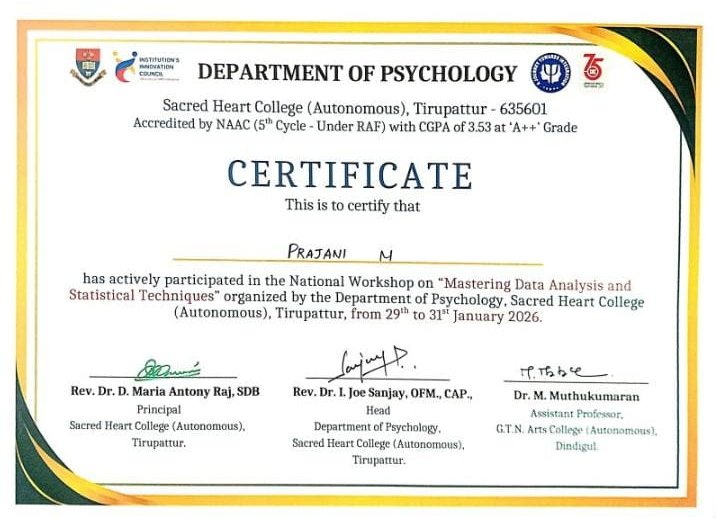 INSTITUTION'S
INNOVATION
COUNCIL
DEPARTMENT OF PSYCHOLOGY
75
Sacred Heart College (Autonomous), Tirupattur - 635601
Accredited by NAAC (5th Cycle - Under RAF) with CGPA of 3.53 at ‘A++’ Grade
CERTIFICATE
This is to certify that
PRAJANI M
has actively participated in the National Workshop on “Mastering Data Analysis and
Statistical Techniques” organized by the Department of Psychology, Sacred Heart College
(Autonomous), Tirupattur, from 29th to 31st January 2026.
Rev. Dr. D. Maria Antony Raj, SDB
Principal
Sacred Heart College (Autonomous),
Tirupattur.
Sanjay P.
Rev. Dr. I. Joe Sanjay, OFM., CAP.,
Head
Department of Psychology,
Sacred Heart College (Autonomous),
Tirupattur.
Dr. M. Muthukumaran
Assistant Professor,
G.T.N. Arts College (Autonomous),
Dindigul.